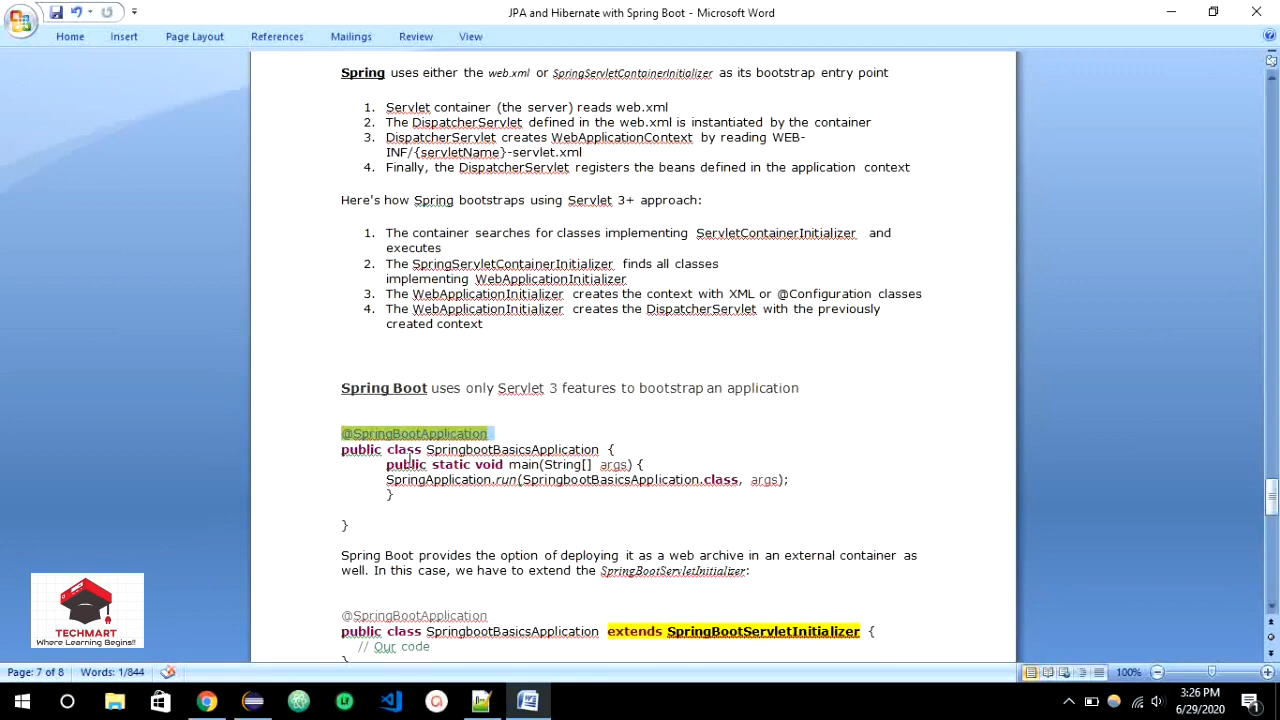 JPA and Hibernate with Spring Boot - Microsoft Word
Home Insert Page Layout References Mailings Review View
Spring uses either the web.xml or SpringServletContainerInitializer as its bootstrap entry point
1. Servlet container (the server) reads web.xml
2. The DispatcherServlet defined in the web.xml is instantiated by the container
3. DispatcherServlet creates WebApplicationContext by reading WEB-
INF/{servletName}-servlet.xml
4. Finally, the DispatcherServlet registers the beans defined in the application context
Here's how Spring bootstraps using Servlet 3+ approach:
1. The container searches for classes implementing ServletContainerInitializer and
executes
2. The SpringServletContainerInitializer finds all classes
implementing WebApplicationInitializer
3. The WebApplicationInitializer creates the context with XML or @Configuration classes
4. The WebApplicationInitializer creates the DispatcherServlet with the previously
created context
Spring Boot uses only Servlet 3 features to bootstrap an application
@SpringBootApplication
public class SpringbootBasicsApplication {
public static void main(String[] args) {
SpringApplication.run(SpringbootBasicsApplication.class, args);
}
}
Spring Boot provides the option of deploying it as a web archive in an external container as
well. In this case, we have to extend the SpringBootServletInitializer:
@SpringBootApplication
public class SpringbootBasicsApplication extends SpringBootServletInitializer {
// Our code
}
TECHMART
Where Learning Begins!!
Page: 7 of 8 Words: 1/844 100%
3:26 PM
6/29/2020